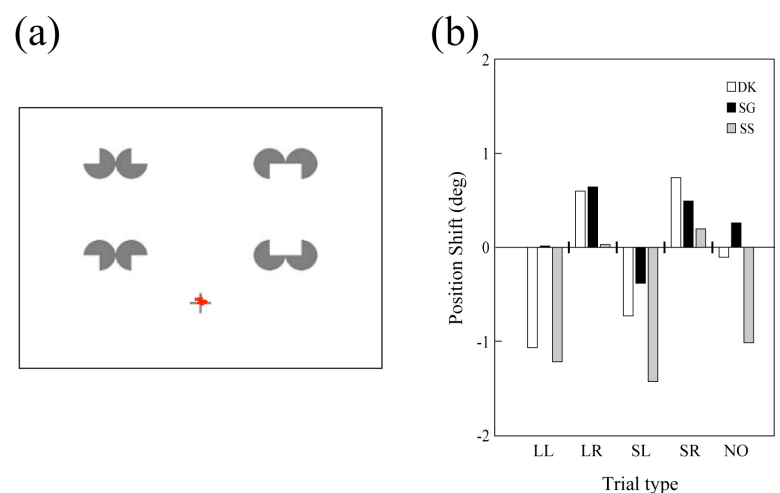 (a)
(b)
2
1
0
-1
-2
Position Shift (deg)
DK
SG
SS
LL LR SL SR NO
Trial type